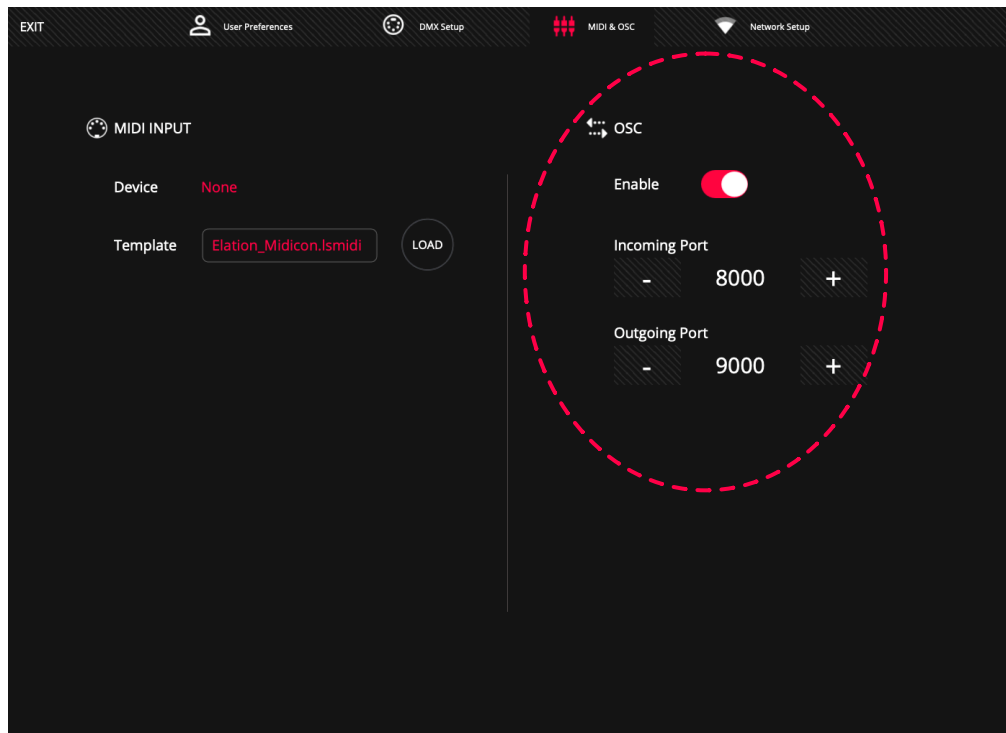 EXIT
User Preferences
DMX Setup
MIDI & OSC
Network Setup
MIDI INPUT
Device None
Template Elation_Midicon.lsmidi LOAD
OSC
Enable
Incoming Port
- 8000 +
Outgoing Port
- 9000 +